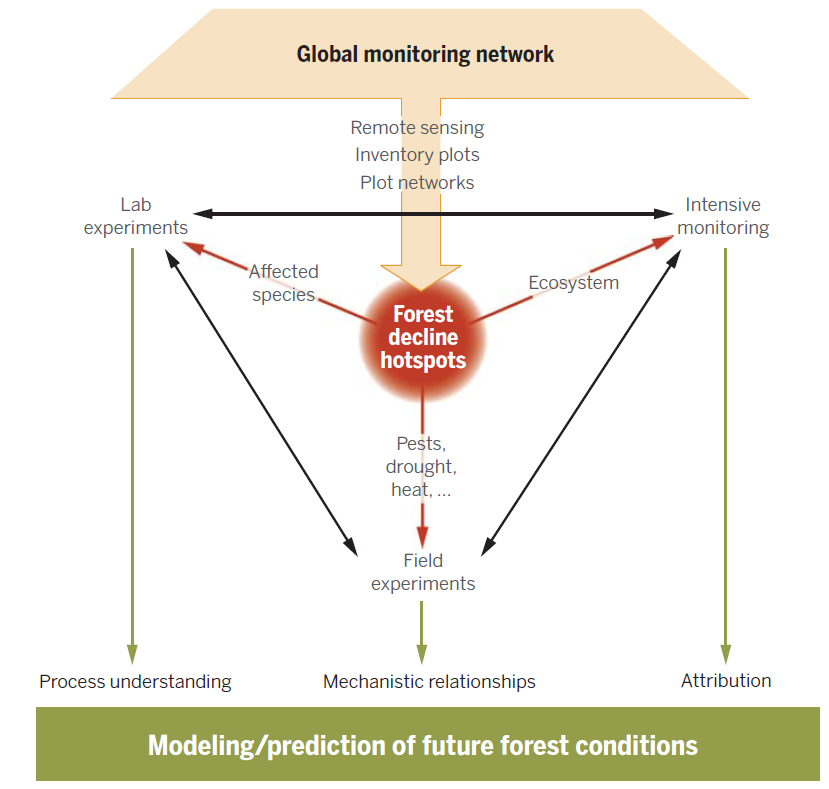 Global monitoring network
Remote sensing
Inventory plots
Plot networks
Lab
experiments
Intensive
monitoring
Affected
species
Ecosystem
Forest
decline
hotspots
Pests,
drought,
heat, ...
Field
experiments
Process understanding
Mechanistic relationships
Attribution
Modeling/prediction of future forest conditions